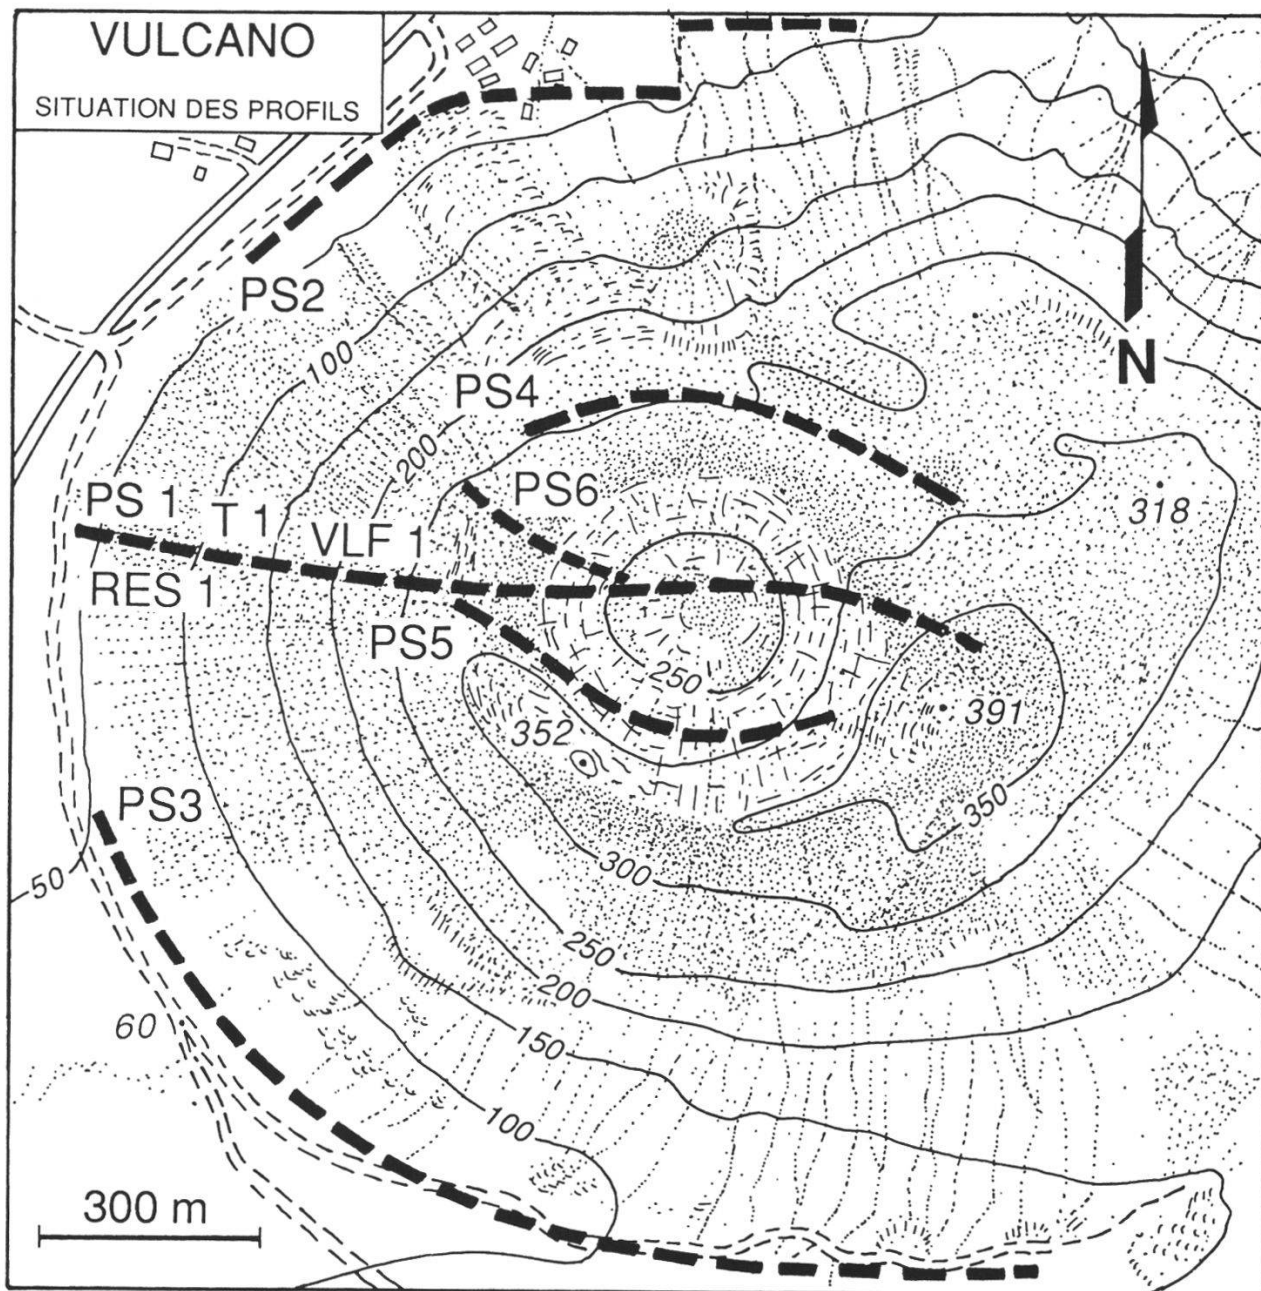 VULCANO
SITUATION DES PROFILS
PS2
100
N
PS4
200
PS6
318
PS 1
T 1
VLF 1
RES 1
PS5
250
352
391
PS3
350
300
50
250
200
60
150
100
300 m